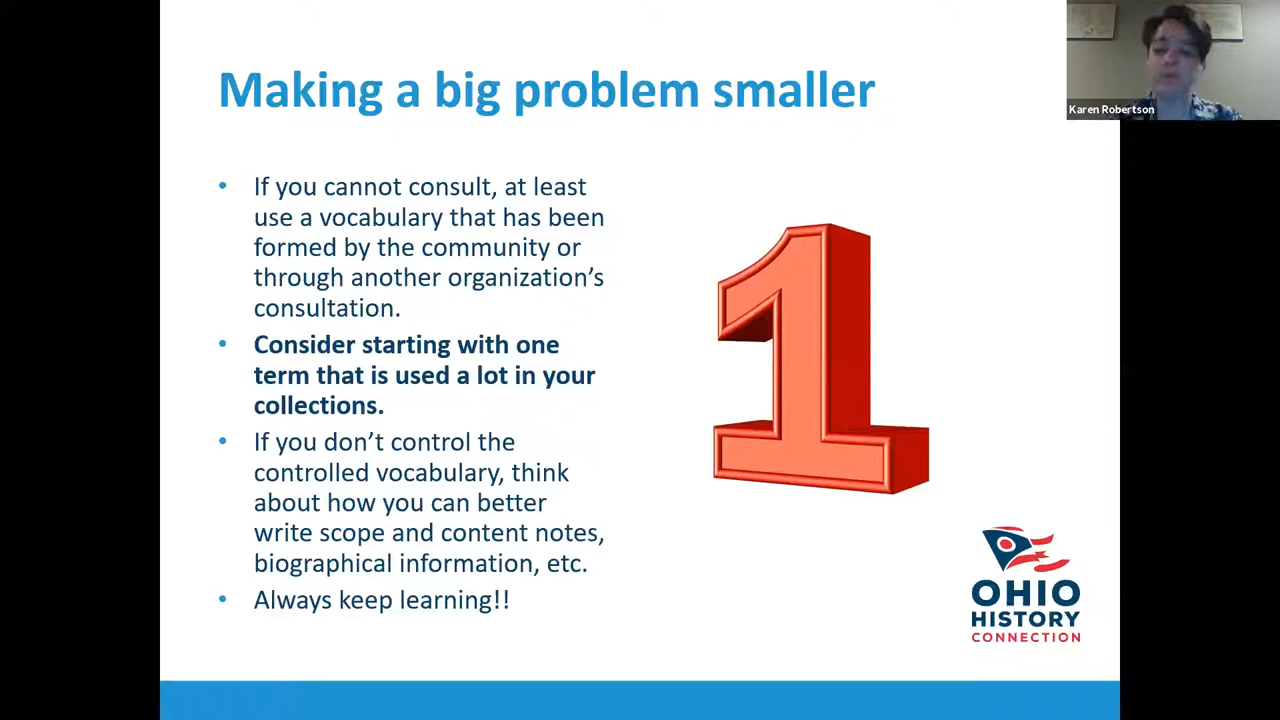 Making a big problem smaller
Karen Robertson
• If you cannot consult, at least
use a vocabulary that has been
formed by the community or
through another organization’s
consultation.
• Consider starting with one
term that is used a lot in your
collections.
• If you don’t control the
controlled vocabulary, think
about how you can better
write scope and content notes,
biographical information, etc.
• Always keep learning!!
1
OHIO
HISTORY
CONNECTION